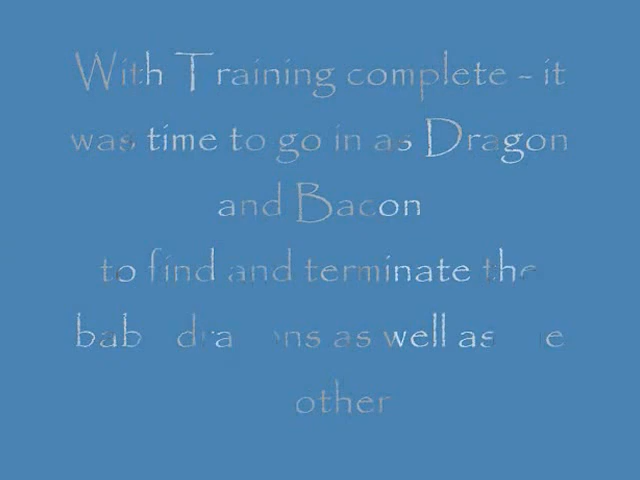 With Training complete - it
was time to go in as Dragon
and Bacon
to find and terminate the
as well as
other